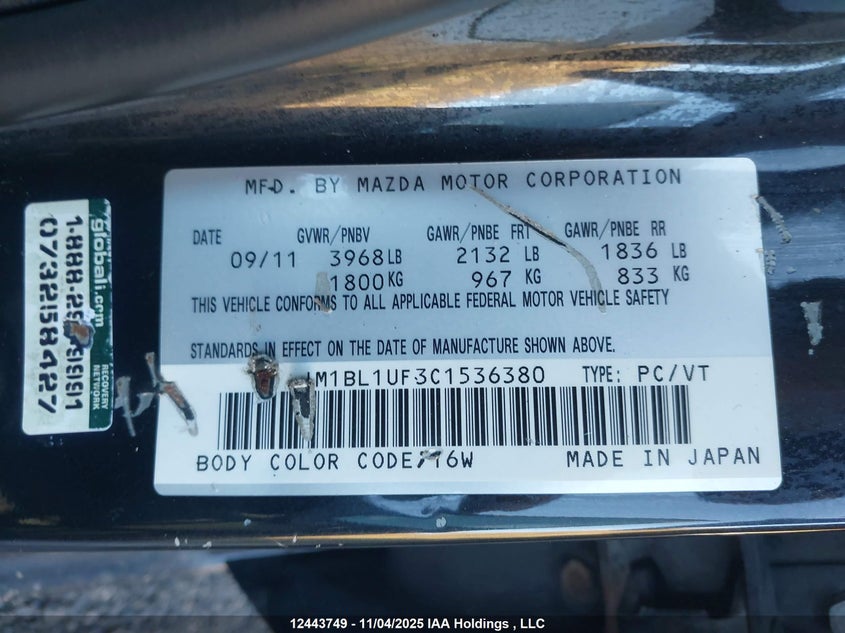 MFD. BY MAZDA MOTOR CORPORATION
DATE GVWR/PNBV GAWR/PNBE FRT GAWR/PNBE RR
09/11 3968 LB 2132 LB 1836 LB
1800 KG 967 KG 833 KG
THIS VEHICLE CONFORMS TO ALL APPLICABLE FEDERAL MOTOR VEHICLE SAFETY
STANDARDS IN EFFECT ON THE DATE OF MANUFACTURE SHOWN ABOVE.
M1BL1UF3C1536380 TYPE: PC/VT
BODY COLOR CODE: 16W MADE IN JAPAN
globali.com
RECOVERY NETWORK
073258427
12443749 - 11/04/2025 IAA Holdings , LLC